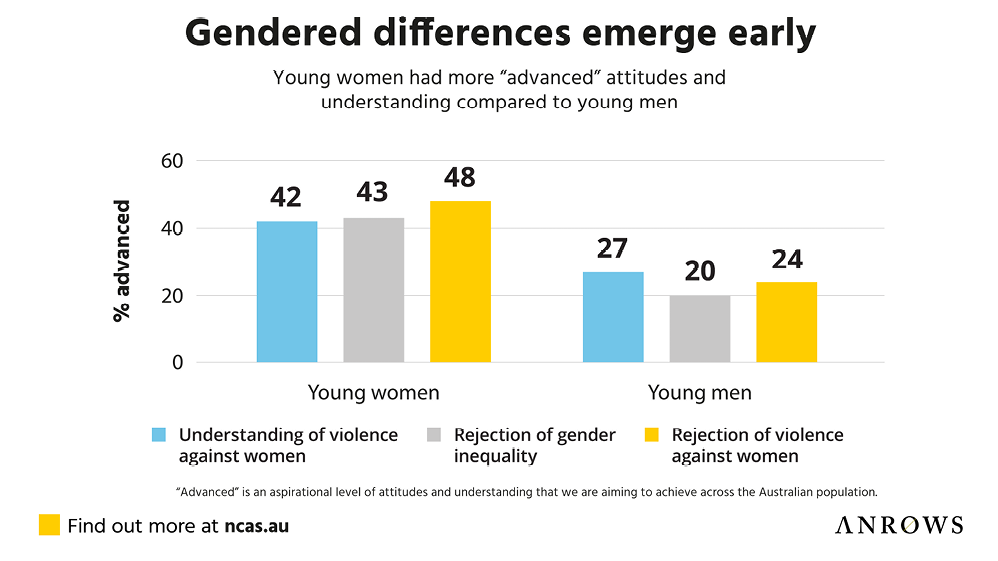 Gendered differences emerge early
Young women had more “advanced” attitudes and
understanding compared to young men
% advanced
60
40
20
0
42
43
48
27
20
24
Young women
Young men
Understanding of violence
against women
Rejection of gender
inequality
Rejection of violence
against women
“Advanced” is an aspirational level of attitudes and understanding that we are aiming to achieve across the Australian population.
Find out more at ncas.au
ANROWS